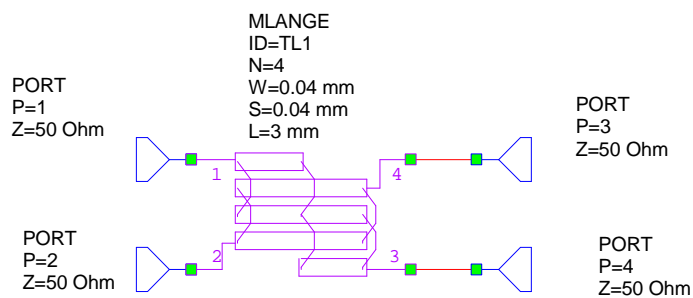 MLANGE
ID=TL1
N=4
W=0.04 mm
S=0.04 mm
L=3 mm
PORT
P=1
Z=50 Ohm
PORT
P=3
Z=50 Ohm
1
4
PORT
P=2
Z=50 Ohm
2
3
PORT
P=4
Z=50 Ohm